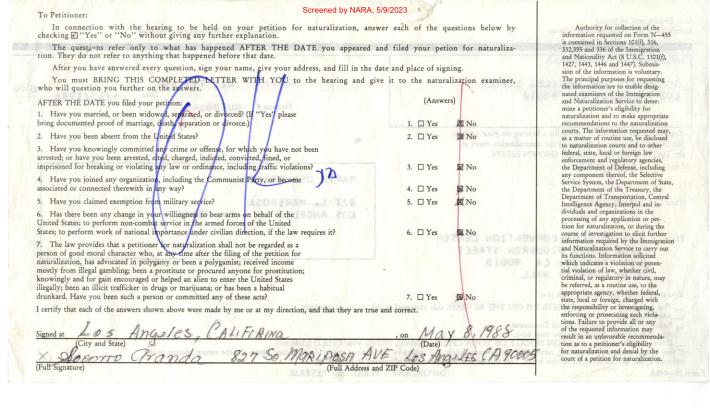 Screened by NARA, 5/9/2023
To Petitioner:
In connection with the hearing to be held on your petition for naturalization, answer each of the questions below by
checking ☑ "Yes" or "No" without giving any further explanation.
The questions refer only to what has happened AFTER THE DATE you appeared and filed your petition for naturaliza-
tion. They do not refer to anything that happened before that date.
After you have answered every question, sign your name, give your address, and fill in the date and place of signing.
You must BRING THIS COMPLETED LETTER WITH YOU to the hearing and give it to the naturalization examiner,
who will question you further on the answers.
AFTER THE DATE you filed your petition:
(Answers)
1. Have you married, or been widowed, separated, or divorced? (If "Yes" please
bring documented proof of marriage, death, separation or divorce.)
1. ☐ Yes ☒ No
2. Have you been absent from the United States?
2. ☐ Yes ☒ No
3. Have you knowingly committed any crime or offense, for which you have not been
arrested; or have you been arrested, cited, charged, indicted, convicted, fined, or
imprisoned for breaking or violating any law or ordinance, including traffic violations?
3. ☐ Yes ☒ No
4. Have you joined any organization, including the Communist Party, or become
associated or connected therewith in any way?
4. ☐ Yes ☒ No
5. Have you claimed exemption from military service?
5. ☐ Yes ☒ No
6. Has there been any change in your willingness to bear arms on behalf of the
United States; to perform non-combat service in the armed forces of the United
States; to perform work of national importance under civilian direction, if the law requires it?
6. ☐ Yes ☒ No
7. The law provides that a petitioner for naturalization shall not be regarded as a
person of good moral character who, at any time after the filing of the petition for
naturalization, has advocated in polygamy or been a polygamist; received income
mostly from illegal gambling; been a prostitute or procured anyone for prostitution;
knowingly and for gain encouraged or helped an alien to enter the United States
illegally; been an illicit trafficker in drugs or marijuana; or has been a habitual
drunkard. Have you been such a person or committed any of these acts?
7. ☐ Yes ☒ No
I certify that each of the answers shown above were made by me or at my direction, and that they are true and correct.
Signed at Los Angeles, CALIFIRINA, on May 8, 1988
(City and State) (Date)
X Socorro Aranda 827 So MARIPOSA AVE Los Angeles CA 90005
(Full Signature) (Full Address and ZIP Code)
Authority for collection of the
information requested on Form N-455
is contained in Sections 101(f), 316,
332, 335 and 336 of the Immigration
and Nationality Act (8 U.S.C. 1101(f),
1427, 1443, 1446 and 1447). Submis-
sion of the information is voluntary.
The principal purposes for requesting
the information are to enable desig-
nated examiners of the Immigration
and Naturalization Service to deter-
mine a petitioner's eligibility for
naturalization and to make appropriate
recommendations to the naturalization
courts. The information requested may,
as a matter of routine use, be disclosed
to naturalization courts and to other
federal, state, local or foreign law
enforcement and regulatory agencies,
the Department of Defense, including
any component thereof, the Selective
Service System, the Department of State,
the Department of the Treasury, the
Department of Transportation, Central
Intelligence Agency, Interpol and in-
dividuals and organizations in the
processing of any application or pet-
ition for naturalization, or during the
course of investigation to elicit further
information required by the Immigration
and Naturalization Service to carry out
its functions. Information solicited
which indicates a violation or poten-
tial violation of law, whether civil,
criminal, or regulatory in nature, may
be referred, as a routine use, to the
appropriate agency, whether federal,
state, local or foreign, charged with
the responsibility of investigating,
enforcing or prosecuting such viola-
tions. Failure to provide all or any
of the requested information may
result in an unfavorable recommenda-
tion as to a petitioner's eligibility
for naturalization and denial by the
court of a petition for naturalization.